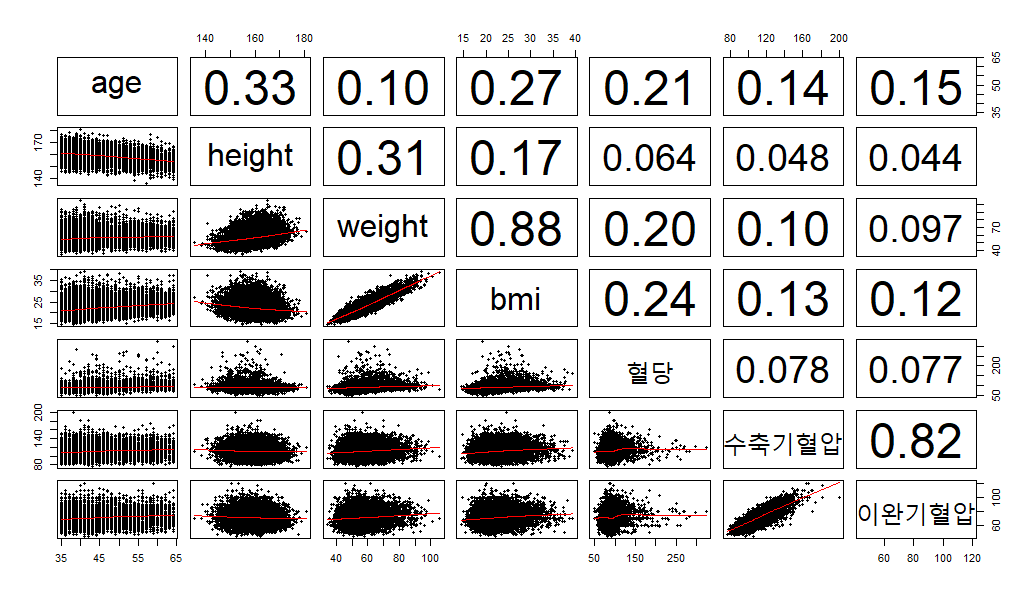 140 160 180 15 20 25 30 35 40 80 120 160 200
age 0.33 0.10 0.27 0.21 0.14 0.15 35 50 65
140 170 height 0.31 0.17 0.064 0.048 0.044
weight 0.88 0.20 0.10 0.097 40 70
15 25 35 bmi 0.24 0.13 0.12
혈당 0.078 0.077 50 200
80 140 200 수축기혈압 0.82
이완기혈압 60 100
35 45 55 65 40 60 80 100 50 150 250 60 80 100 120